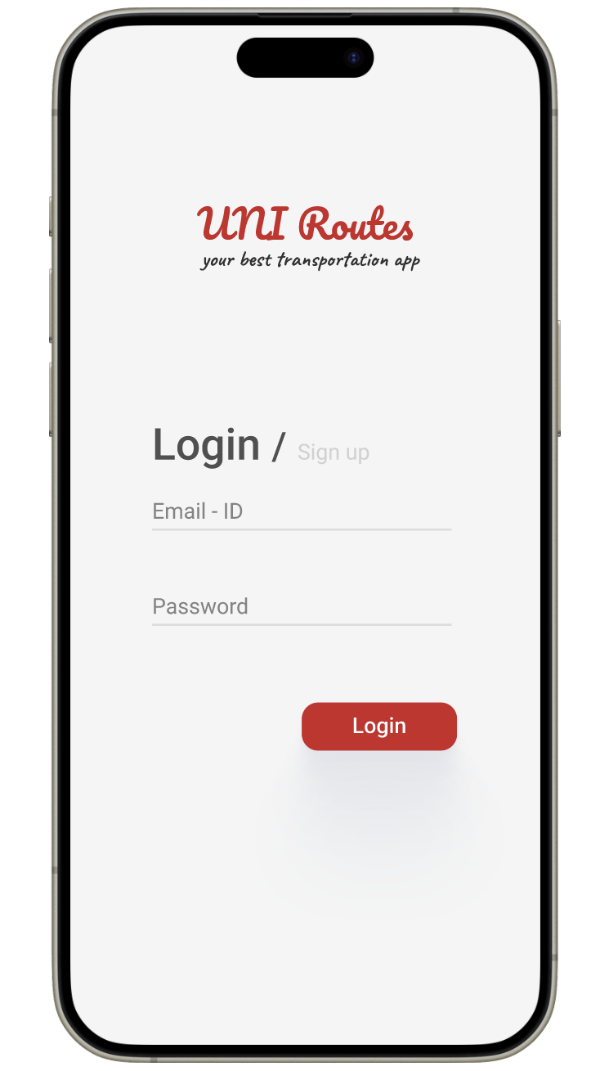 UNI Routes
your best transportation app
Login / Sign up
Email - ID
Password
Login